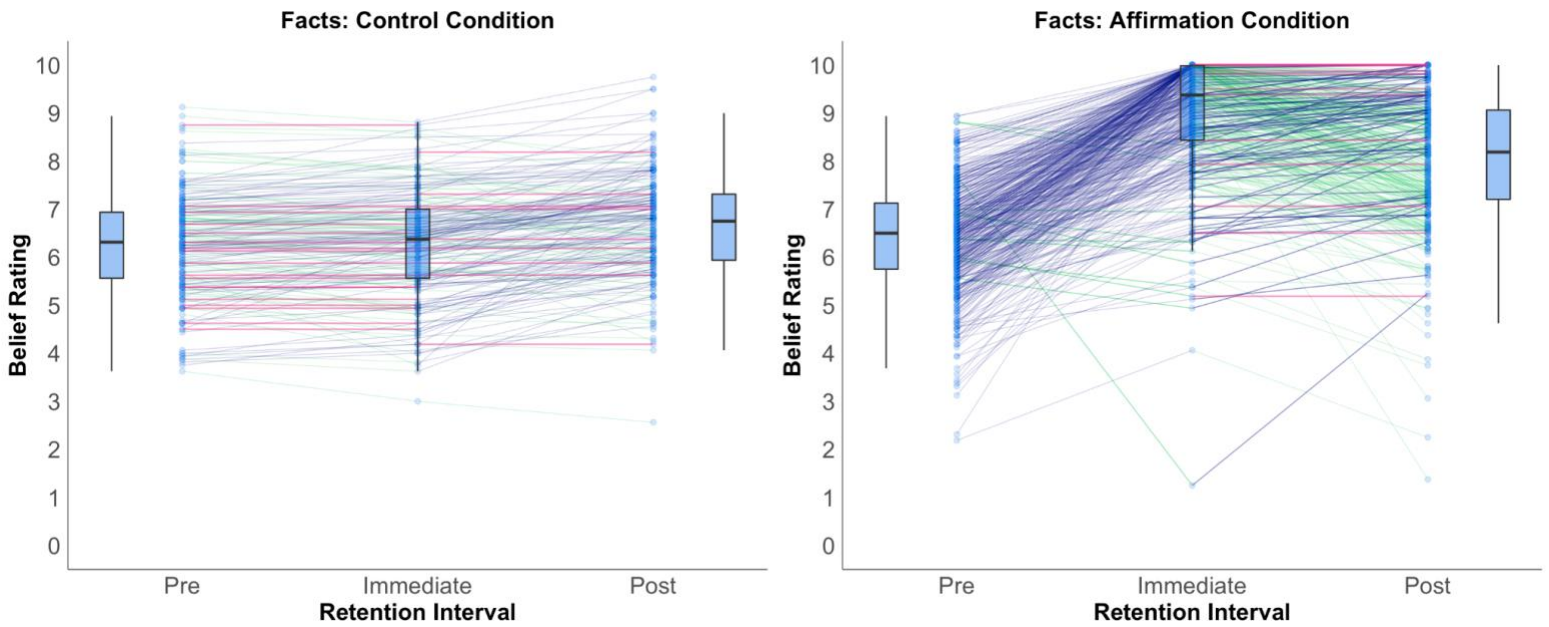 Facts: Control Condition
Belief Rating
10
9
8
7
6
5
4
3
2
1
0
Pre Immediate Post
Retention Interval
Facts: Affirmation Condition
Belief Rating
10
9
8
7
6
5
4
3
2
1
0
Pre Immediate Post
Retention Interval